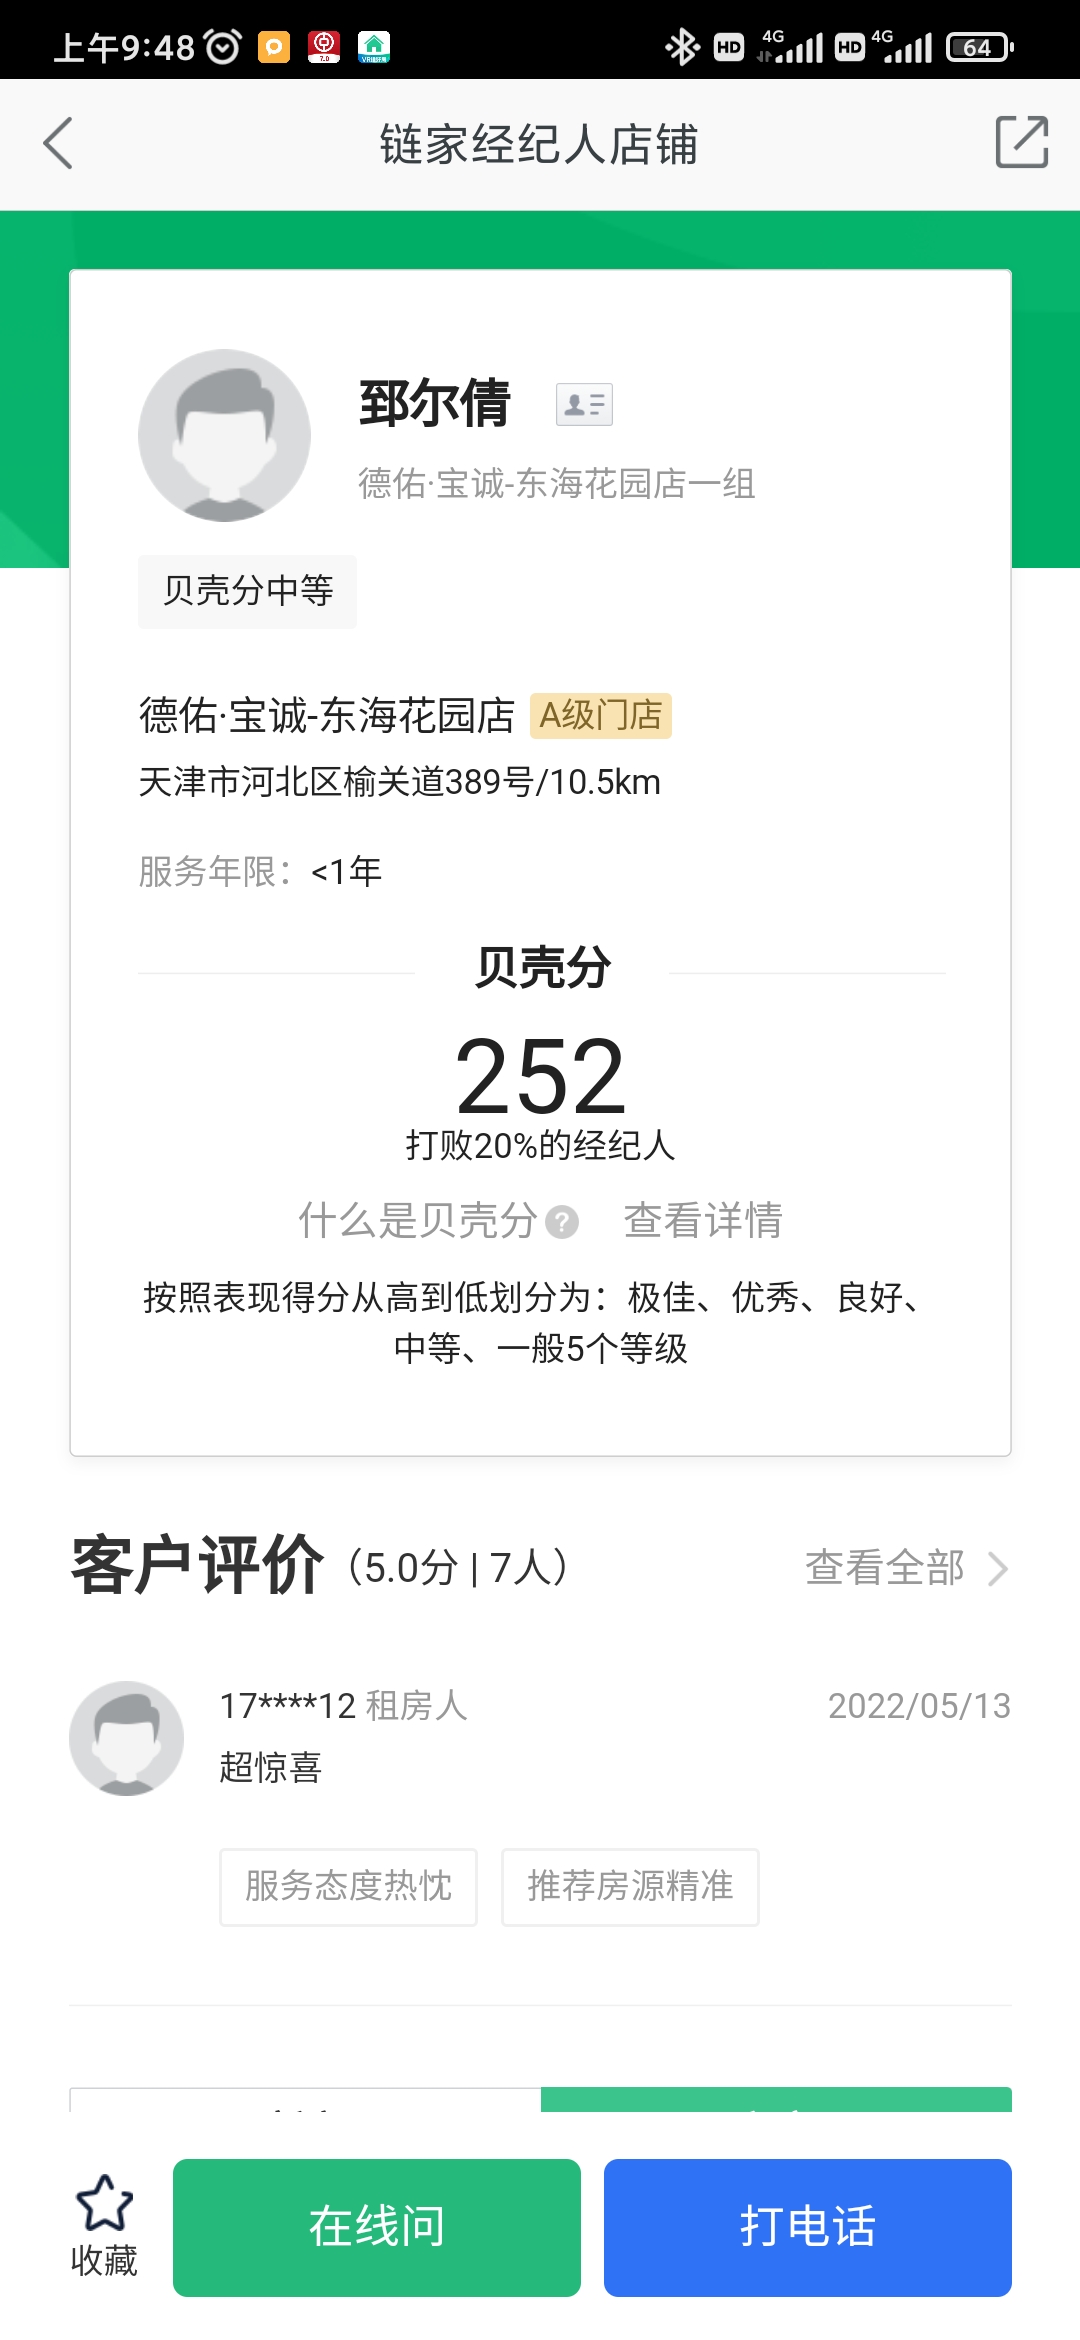 上午9:48
7.0
HD 4G HD 4G 64
链家经纪人店铺
郅尔倩
德佑·宝诚-东海花园店一组
贝壳分中等
德佑·宝诚-东海花园店 A级门店
天津市河北区榆关道389号/10.5km
服务年限：<1年
贝壳分
252
打败20%的经纪人
什么是贝壳分? 查看详情
按照表现得分从高到低划分为：极佳、优秀、良好、
中等、一般5个等级
客户评价（5.0分 | 7人） 查看全部
17****12 租房人 2022/05/13
超惊喜
服务态度热忱 推荐房源精准
收藏 在线问 打电话